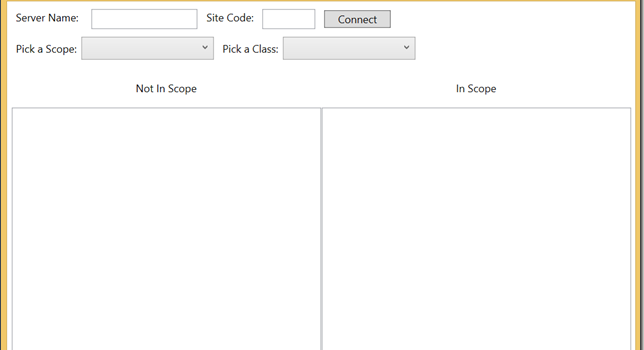 Server Name: Site Code: Connect
Pick a Scope: Pick a Class:
Not In Scope In Scope